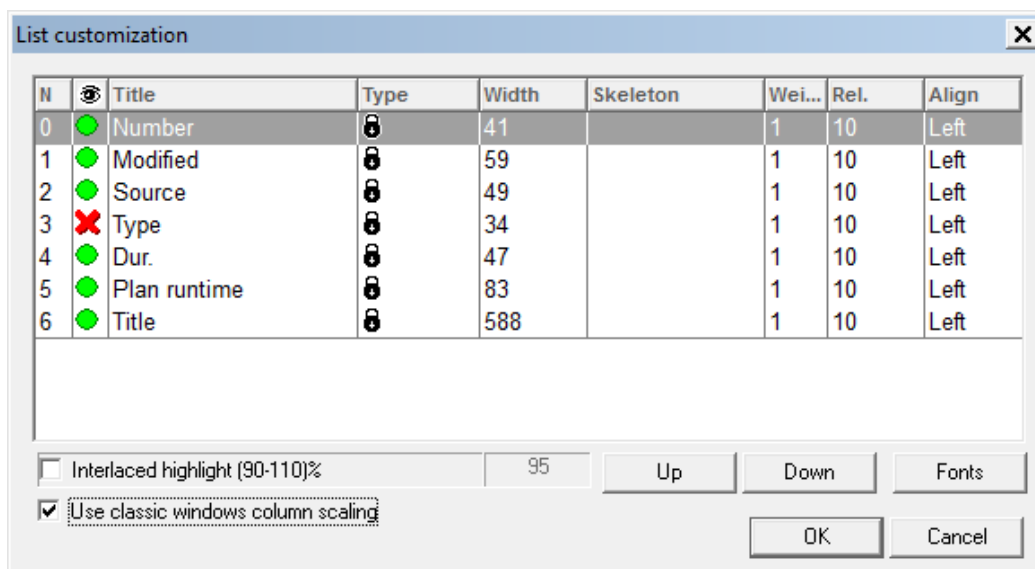 List customization
N Title Type Width Skeleton Wei... Rel. Align
0 Number 41 1 10 Left
1 Modified 59 1 10 Left
2 Source 49 1 10 Left
3 Type 34 1 10 Left
4 Dur. 47 1 10 Left
5 Plan runtime 83 1 10 Left
6 Title 588 1 10 Left
Interlaced highlight (90-110)% 95 Up Down Fonts
Use classic windows column scaling
OK Cancel